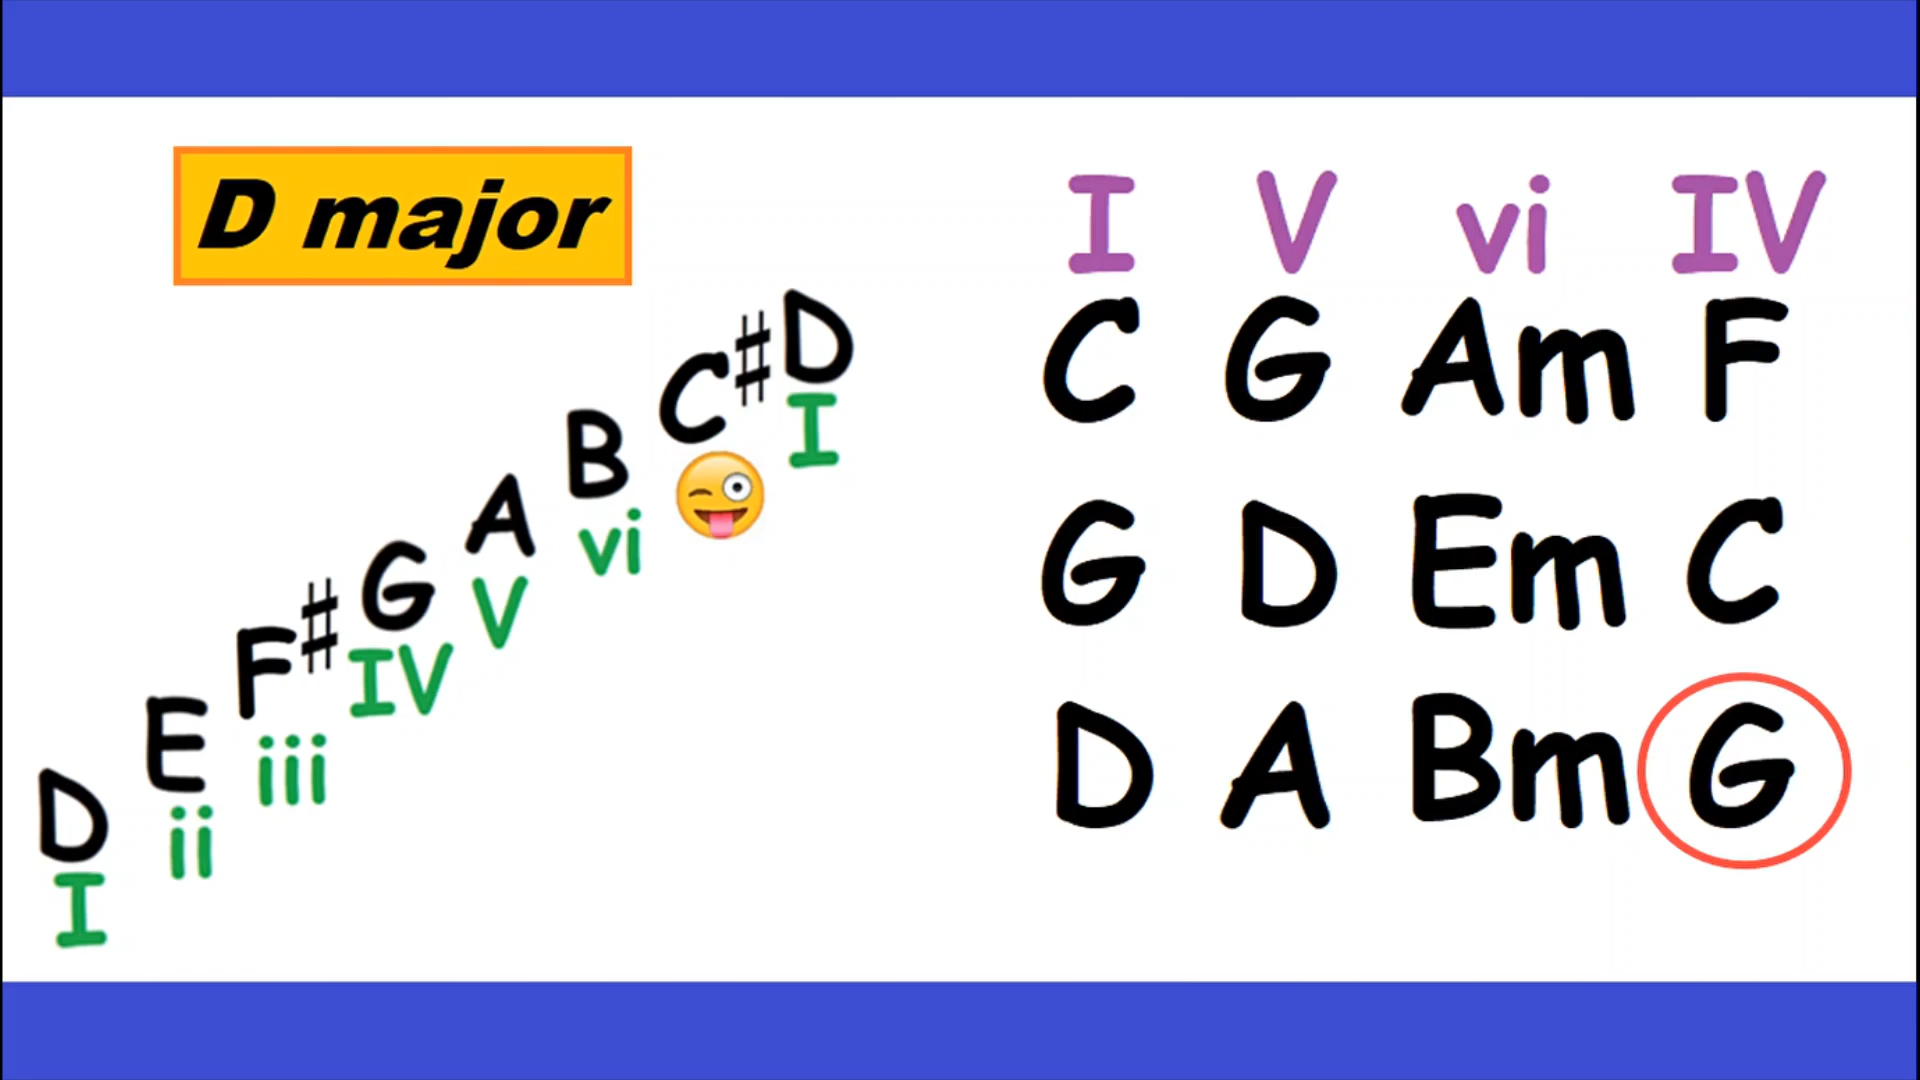 D major
D E F♯ G A B C♯ D
I ii iii IV V vi 😜 I
I V vi IV
C G Am F
G D Em C
D A Bm G